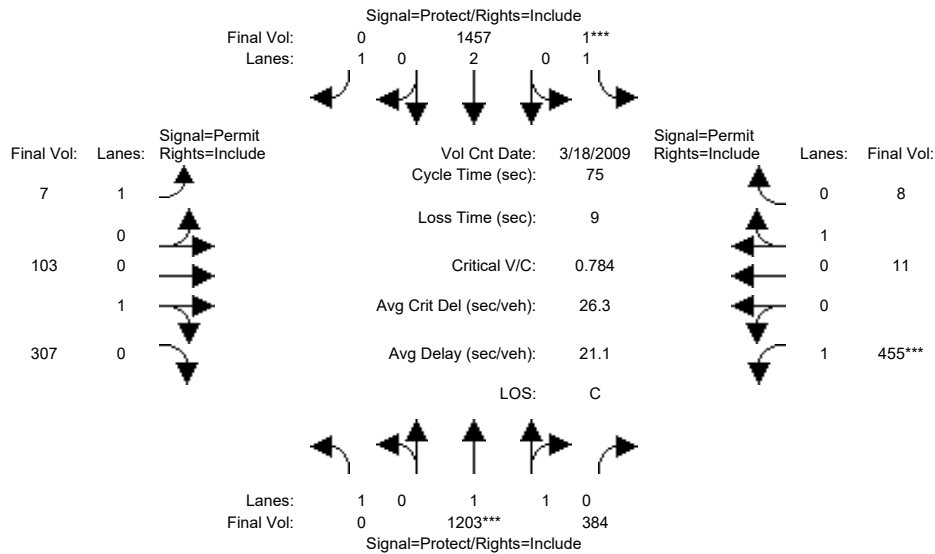 Signal=Protect/Rights=Include
Final Vol: 0 1457 1***
Lanes: 1 0 2 0 1
Signal=Permit
Final Vol: Lanes: Rights=Include
Vol Cnt Date: 3/18/2009
Signal=Permit
Rights=Include Lanes: Final Vol:
Cycle Time (sec): 75
7 1
0 8
Loss Time (sec): 9
0
1
103 0
Critical V/C: 0.784
0 11
1
Avg Crit Del (sec/veh): 26.3
0
307 0
Avg Delay (sec/veh): 21.1
1 455***
LOS: C
Lanes: 1 0 1 1 0
Final Vol: 0 1203*** 384
Signal=Protect/Rights=Include